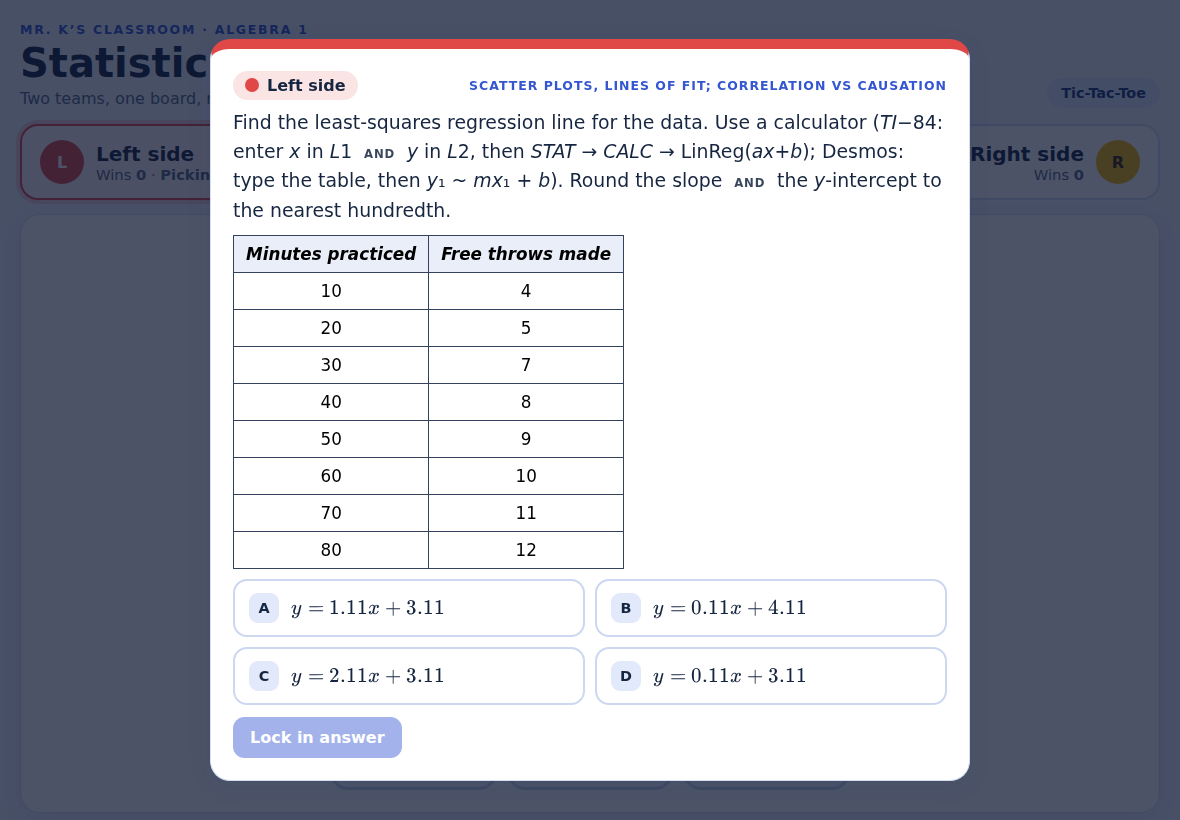 MR. K'S CLASSROOM · ALGEBRA 1
Statistic
Two teams, one board,
Tic-Tac-Toe
L
Left side
Wins 0 · Pickin
Right side
Wins 0
R
Left side
SCATTER PLOTS, LINES OF FIT; CORRELATION VS CAUSATION
Find the least-squares regression line for the data. Use a calculator (TI−84:
enter x in L1 AND y in L2, then STAT → CALC → LinReg(ax+b); Desmos:
type the table, then y₁ ~ mx₁ + b). Round the slope AND the y-intercept to
the nearest hundredth.
Minutes practiced Free throws made
10 4
20 5
30 7
40 8
50 9
60 10
70 11
80 12
A y = 1.11x + 3.11
B y = 0.11x + 4.11
C y = 2.11x + 3.11
D y = 0.11x + 3.11
Lock in answer